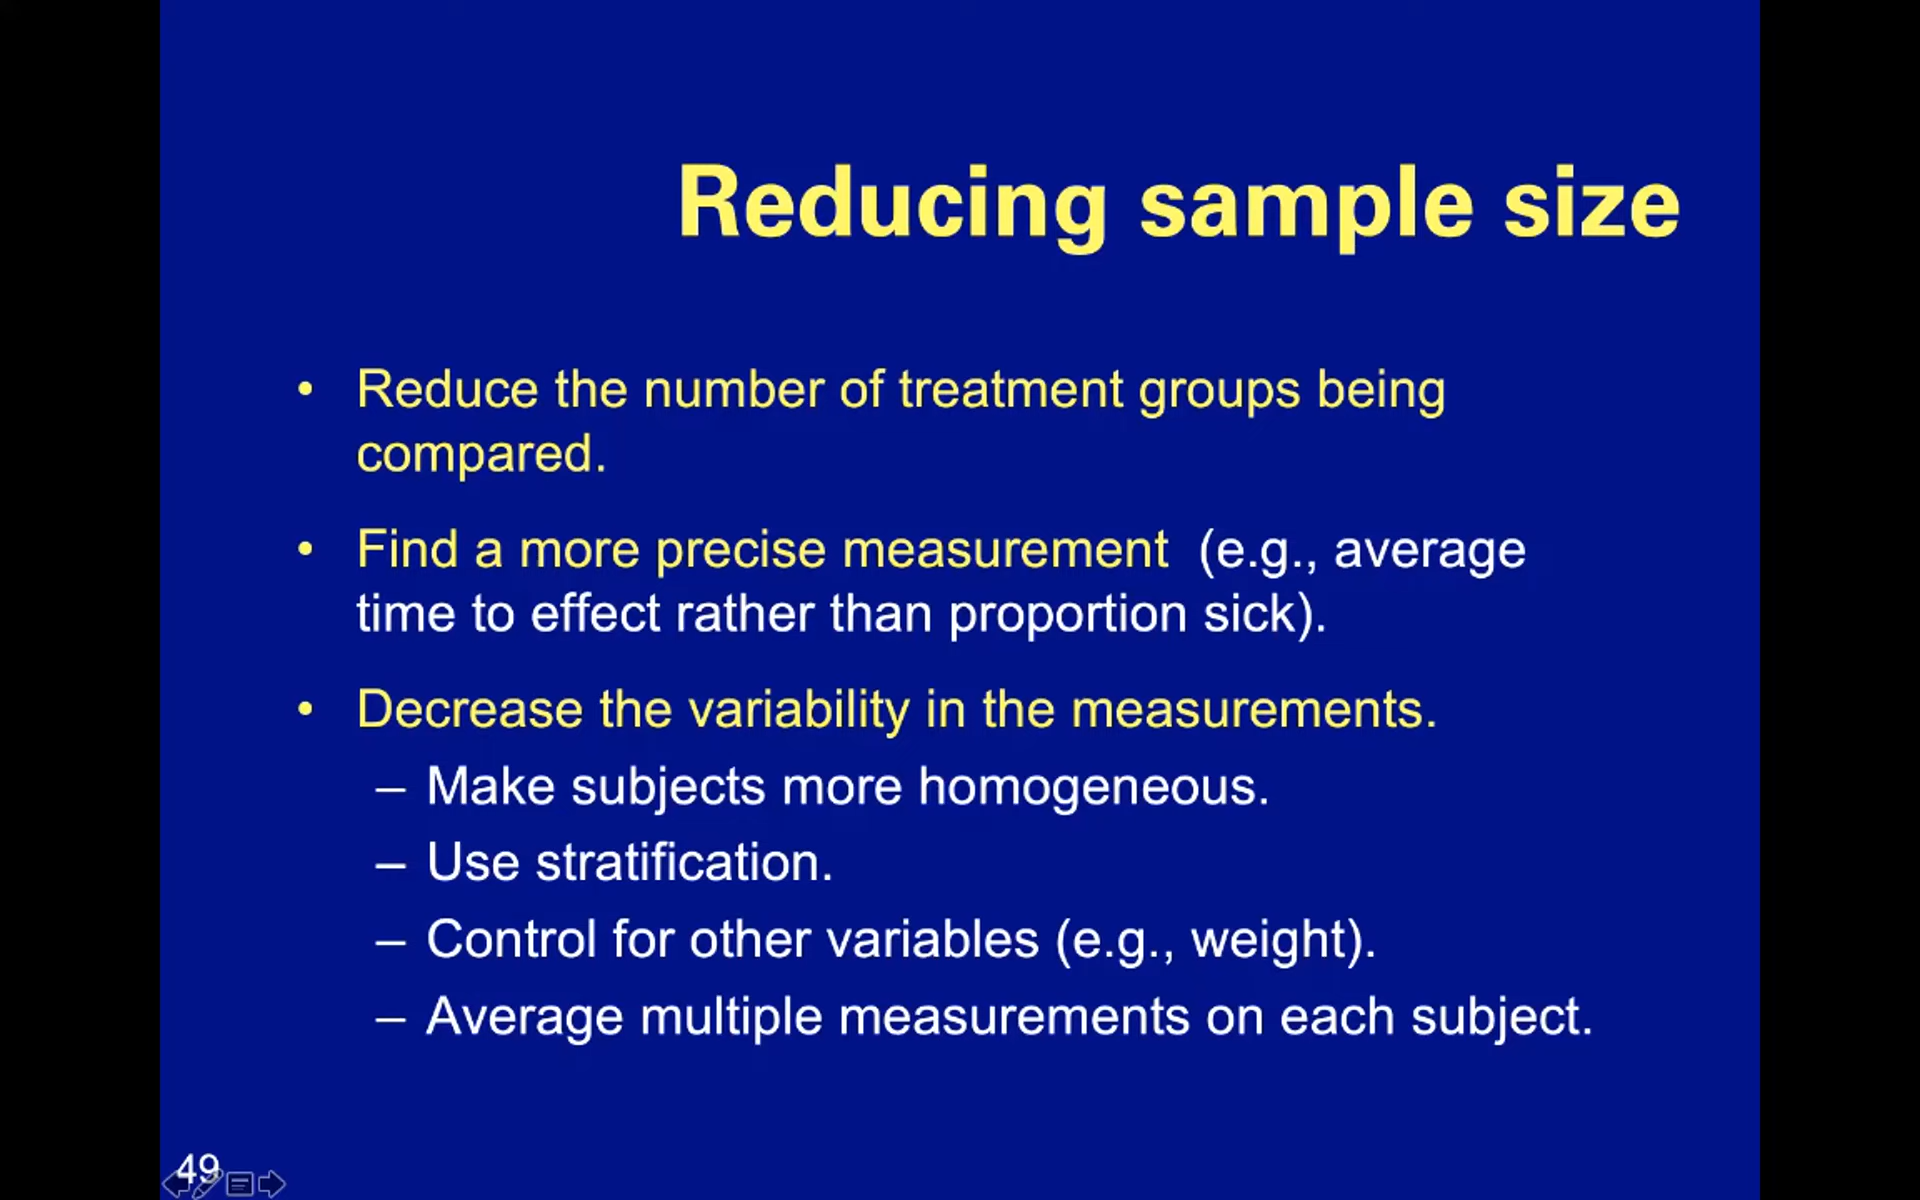 Reducing sample size
• Reduce the number of treatment groups being
compared.
• Find a more precise measurement (e.g., average
time to effect rather than proportion sick).
• Decrease the variability in the measurements.
– Make subjects more homogeneous.
– Use stratification.
– Control for other variables (e.g., weight).
– Average multiple measurements on each subject.
49